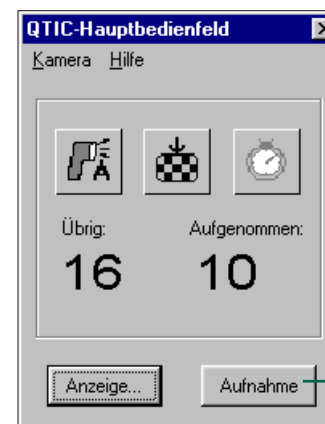 QTIC-Hauptbedienfeld
Kamera Hilfe
A
Übrig: Aufgenommen:
16 10
Anzeige... Aufnahme